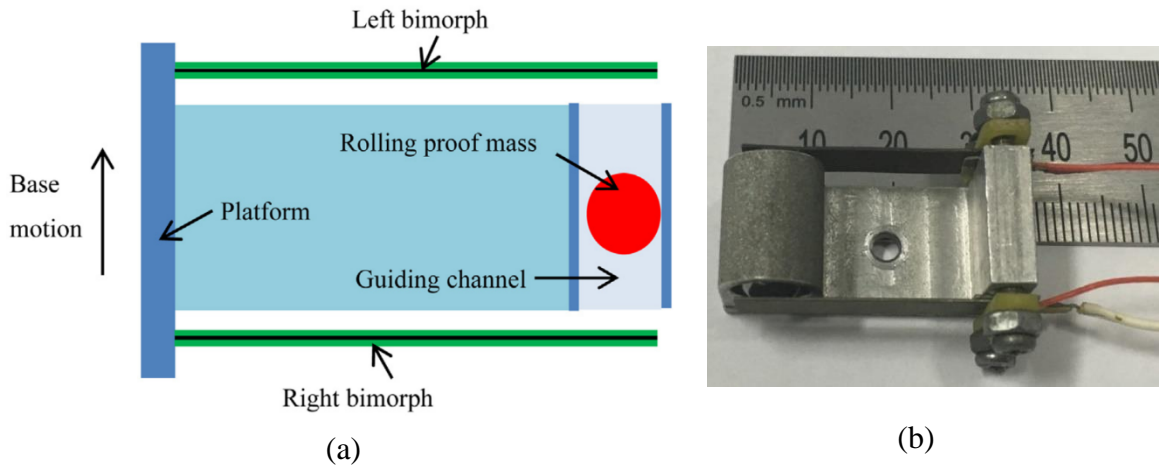 Left bimorph
Rolling proof mass
Base
motion
Platform
Guiding channel
Right bimorph
(a)
0.5 mm
10
20
30
40
50
(b)